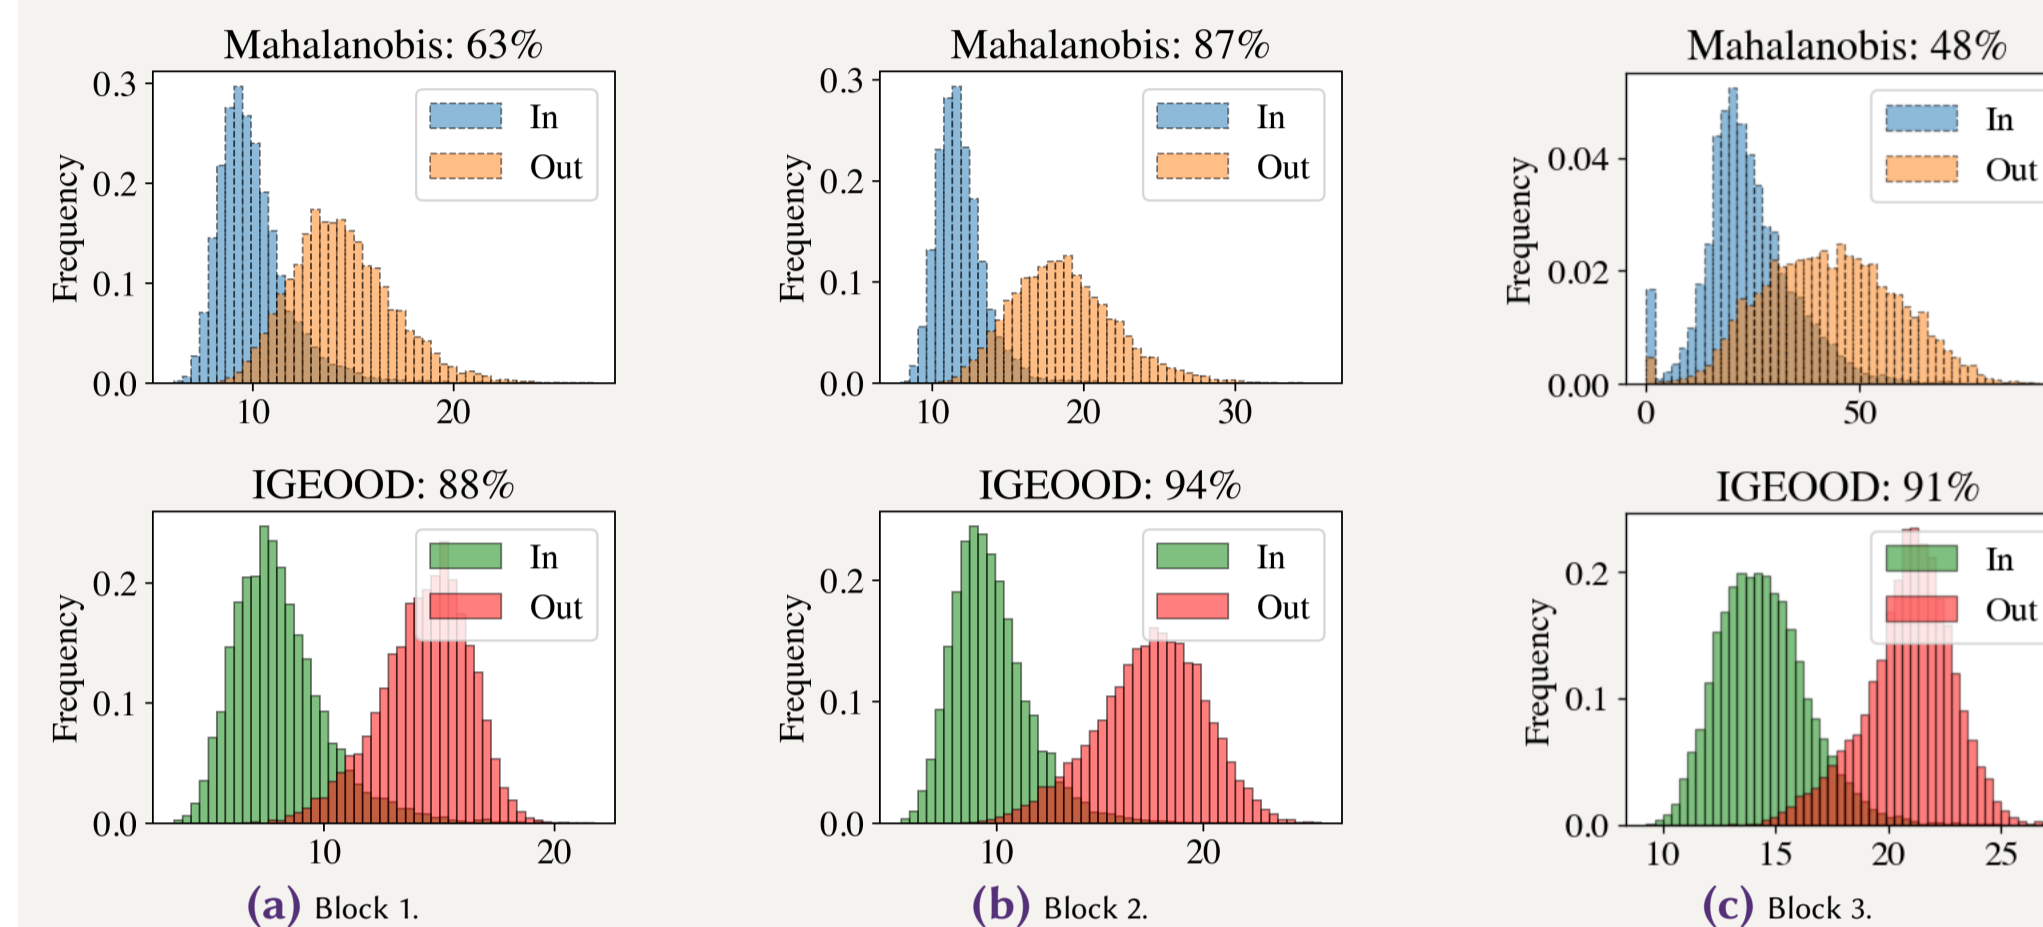 Mahalanobis: 63%
Frequency
0.3
0.2
0.1
0.0
10 20
In
Out
Mahalanobis: 87%
Frequency
0.3
0.2
0.1
0.0
10 20 30
In
Out
Mahalanobis: 48%
Frequency
0.04
0.02
0.00
0 50
In
Out
IGEOOD: 88%
Frequency
0.2
0.1
0.0
10 20
In
Out
(a) Block 1.
IGEOOD: 94%
Frequency
0.2
0.1
0.0
10 20
In
Out
(b) Block 2.
IGEOOD: 91%
Frequency
0.2
0.1
0.0
10 15 20 25
In
Out
(c) Block 3.